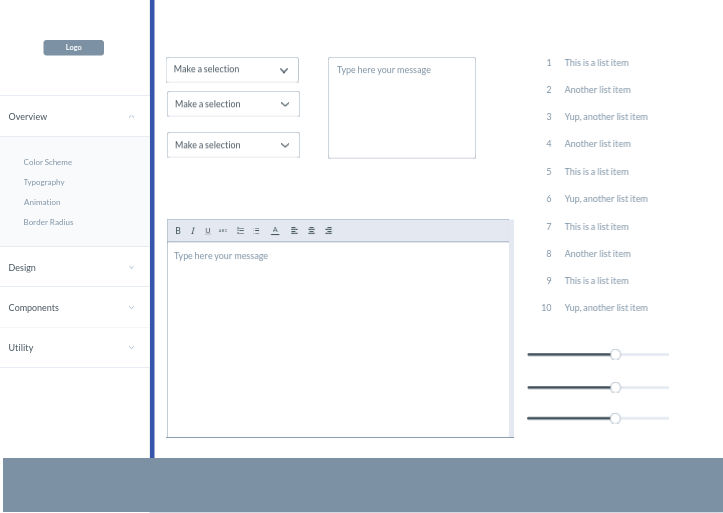 Logo
Overview
Color Scheme
Typography
Animation
Border Radius
Design
Components
Utility
Make a selection
Make a selection
Make a selection
Type here your message
B I U ABC A
Type here your message
1 This is a list item
2 Another list item
3 Yup, another list item
4 Another list item
5 This is a list item
6 Yup, another list item
7 This is a list item
8 Another list item
9 This is a list item
10 Yup, another list item